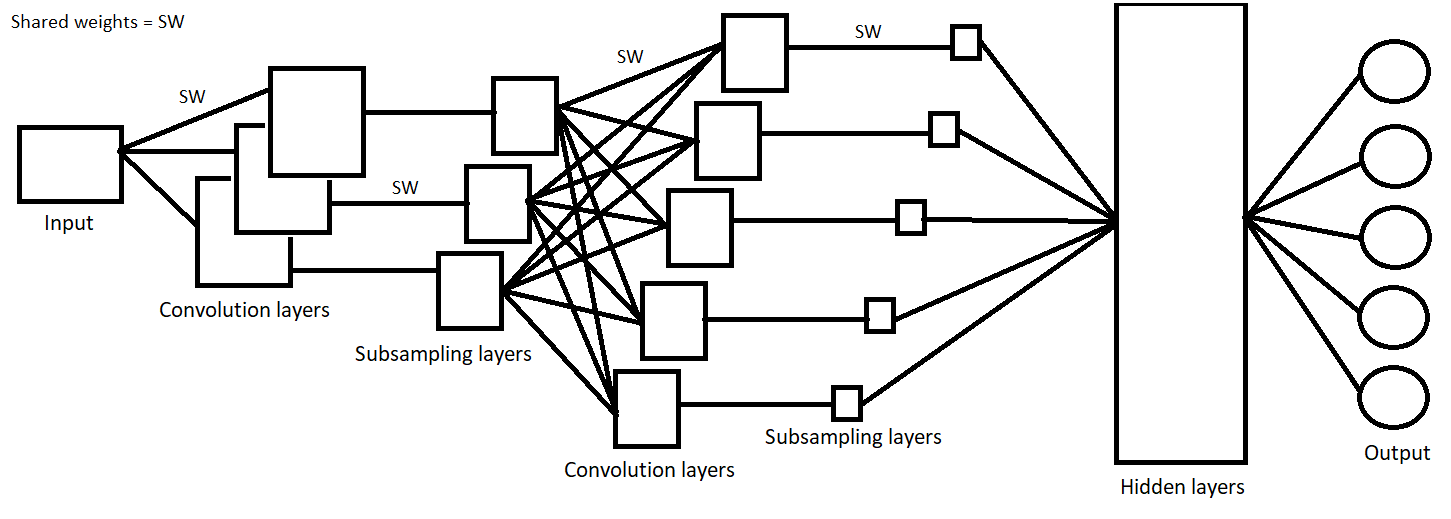 Shared weights = SW
SW
SW
SW
SW
Input
Convolution layers
Subsampling layers
Convolution layers
Subsampling layers
Hidden layers
Output